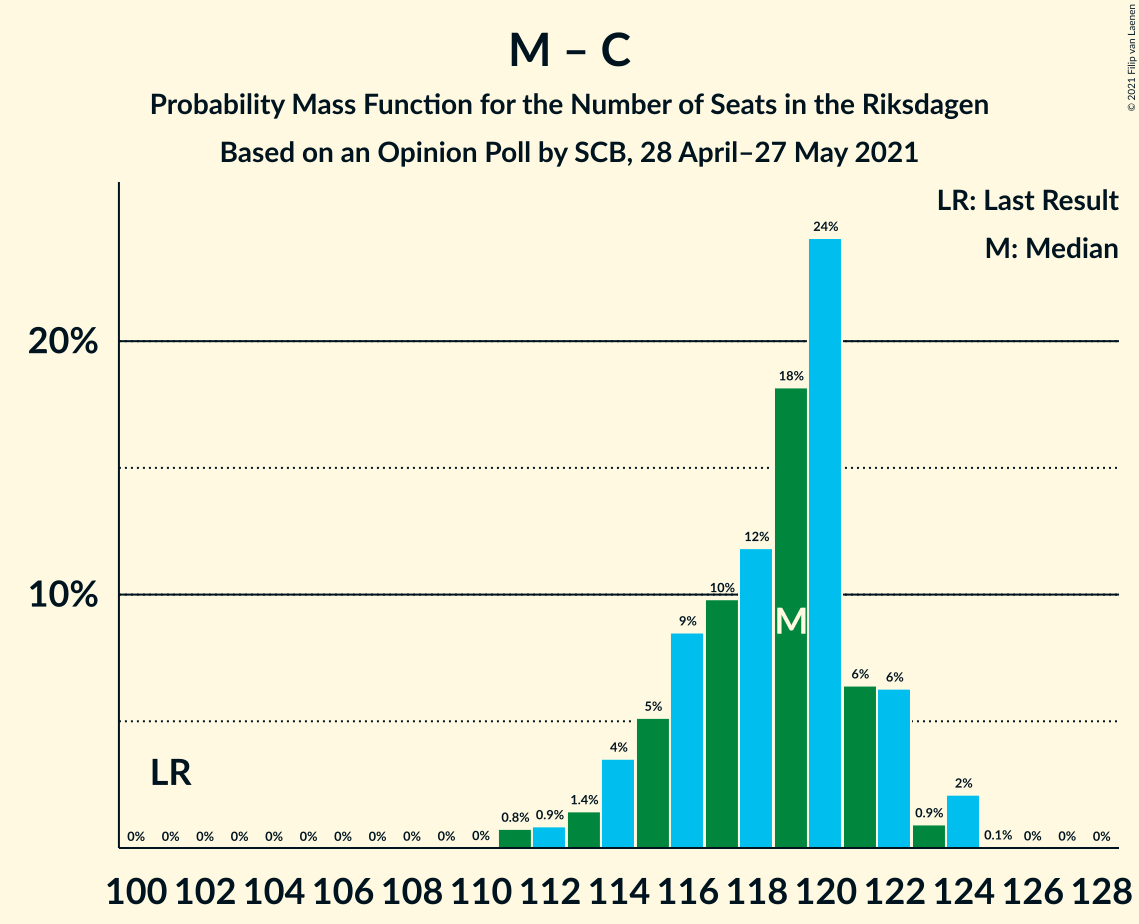 M – C
Probability Mass Function for the Number of Seats in the Riksdagen
Based on an Opinion Poll by SCB, 28 April–27 May 2021
© 2021 Filip van Laenen
LR: Last Result
M: Median
20%
10%
LR
M
0% 0% 0% 0% 0% 0% 0% 0% 0% 0% 0% 0.8% 0.9% 1.4% 4% 5% 9% 10% 12% 18% 24% 6% 6% 0.9% 2% 0.1% 0% 0% 0%
100 102 104 106 108 110 112 114 116 118 120 122 124 126 128